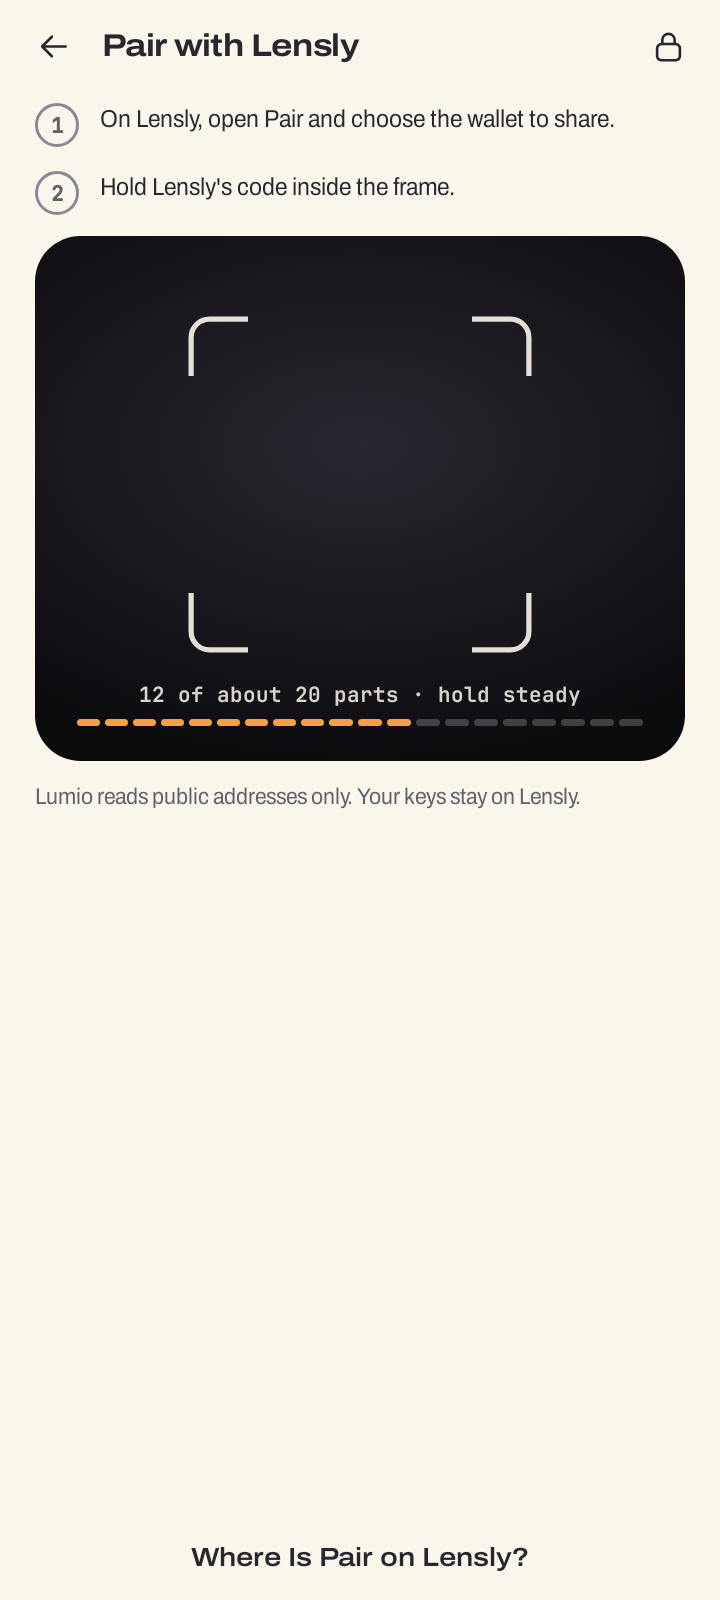 Pair with Lensly
1 On Lensly, open Pair and choose the wallet to share.
2 Hold Lensly's code inside the frame.
12 of about 20 parts · hold steady
Lumio reads public addresses only. Your keys stay on Lensly.
Where Is Pair on Lensly?